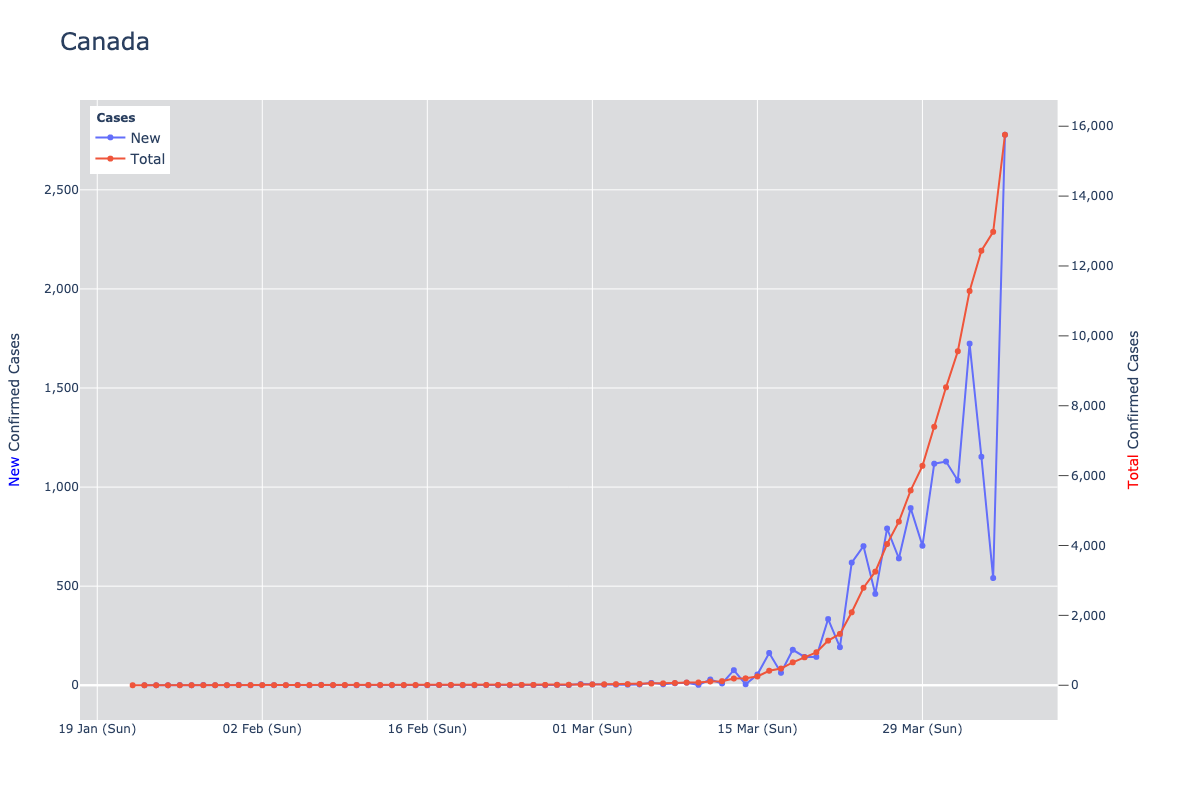 Canada
Cases
New
Total
2,500
2,000
1,500
1,000
500
0
16,000
14,000
12,000
10,000
8,000
6,000
4,000
2,000
0
New Confirmed Cases
Total Confirmed Cases
19 Jan (Sun) 02 Feb (Sun) 16 Feb (Sun) 01 Mar (Sun) 15 Mar (Sun) 29 Mar (Sun)